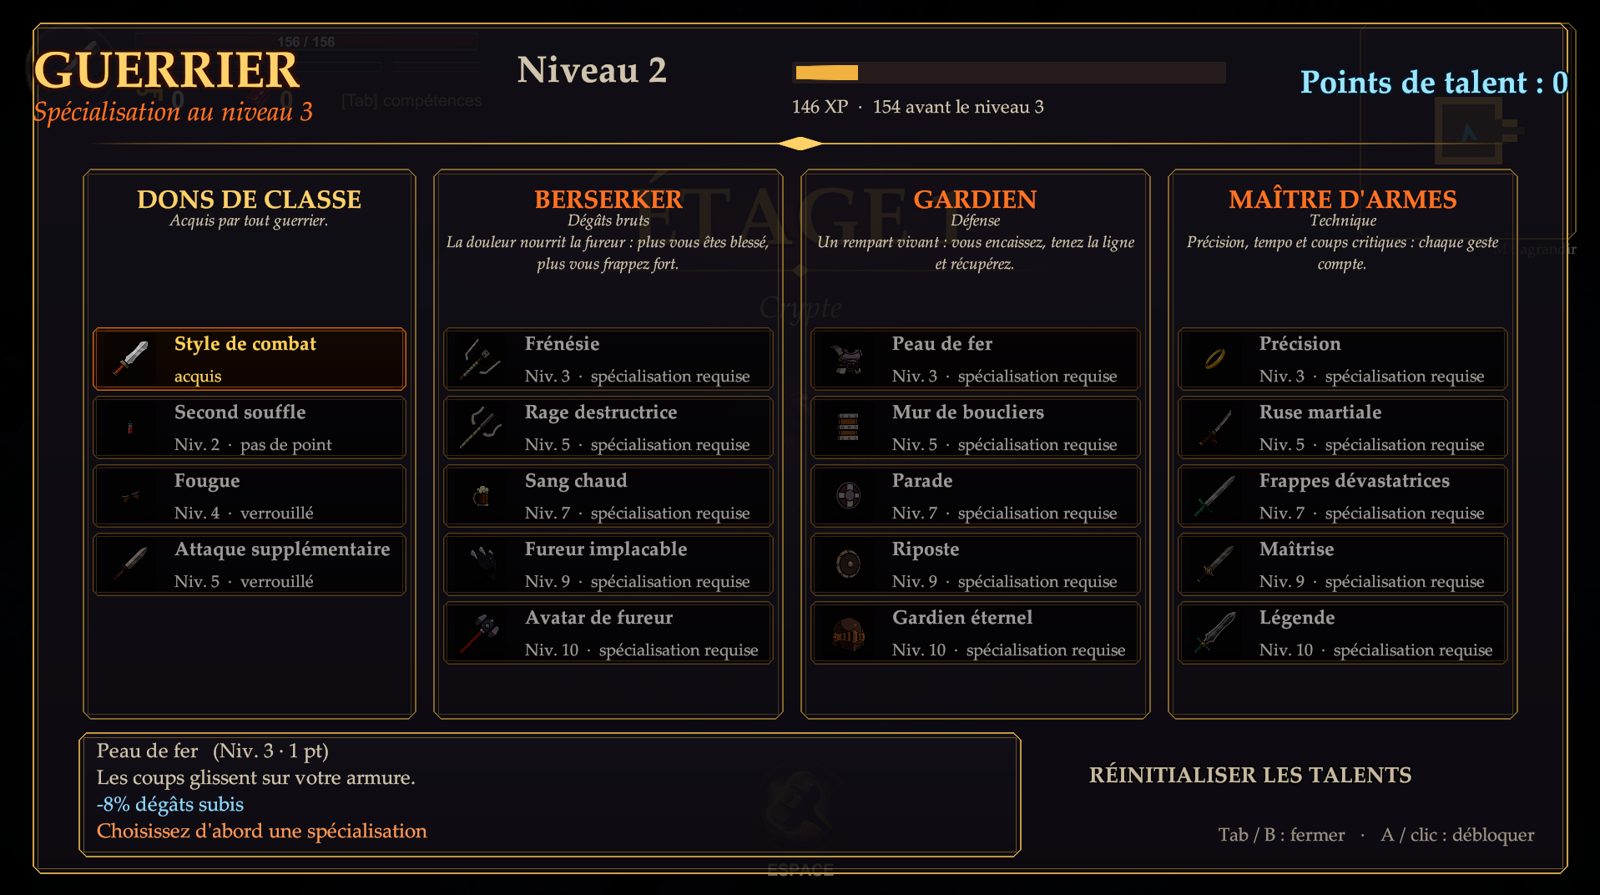 156 / 156
GUERRIER
Niveau 2
Points de talent : 0
0
0
[Tab] compétences
Spécialisation au niveau 3
146 XP · 154 avant le niveau 3
DONS DE CLASSE
Acquis par tout guerrier.
Style de combat
acquis
Second souffle
Niv. 2 · pas de point
Fougue
Niv. 4 · verrouillé
Attaque supplémentaire
Niv. 5 · verrouillé
ÉTAGE 1
Crypte
BERSERKER
Dégâts bruts
La douleur nourrit la fureur : plus vous êtes blessé,
plus vous frappez fort.
Frénésie
Niv. 3 · spécialisation requise
Rage destructrice
Niv. 5 · spécialisation requise
Sang chaud
Niv. 7 · spécialisation requise
Fureur implacable
Niv. 9 · spécialisation requise
Avatar de fureur
Niv. 10 · spécialisation requise
GARDIEN
Défense
Un rempart vivant : vous encaissez, tenez la ligne
et récupérez.
Peau de fer
Niv. 3 · spécialisation requise
Mur de boucliers
Niv. 5 · spécialisation requise
Parade
Niv. 7 · spécialisation requise
Riposte
Niv. 9 · spécialisation requise
Gardien éternel
Niv. 10 · spécialisation requise
MAÎTRE D'ARMES
Technique
Précision, tempo et coups critiques : chaque geste
compte.
Précision
Niv. 3 · spécialisation requise
Ruse martiale
Niv. 5 · spécialisation requise
Frappes dévastatrices
Niv. 7 · spécialisation requise
Maîtrise
Niv. 9 · spécialisation requise
Légende
Niv. 10 · spécialisation requise
Peau de fer (Niv. 3 · 1 pt)
Les coups glissent sur votre armure.
-8% dégâts subis
Choisissez d'abord une spécialisation
RÉINITIALISER LES TALENTS
Tab / B : fermer · A / clic : débloquer
ESPACE